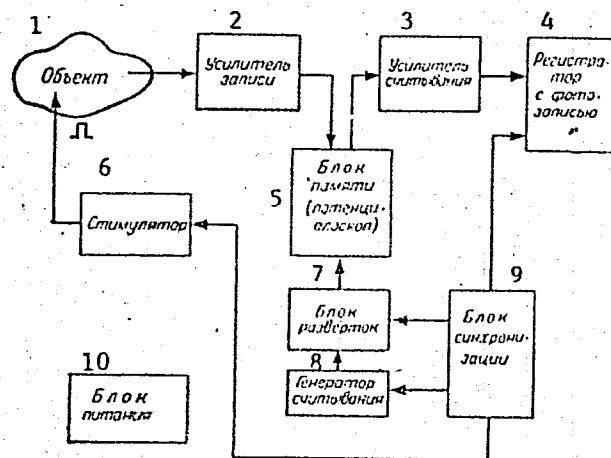 1
2
3
4
Объект
Усилитель
записи
Усилитель
считывания
Регистра-
тор
с фото-
записью
6
Стимулятор
5
Блок
памяти
(потенци-
алоскоп)
7
Блок
разверток
8
Генератор
считывания
9
Блок
синхрони-
зации
10
Блок
питания